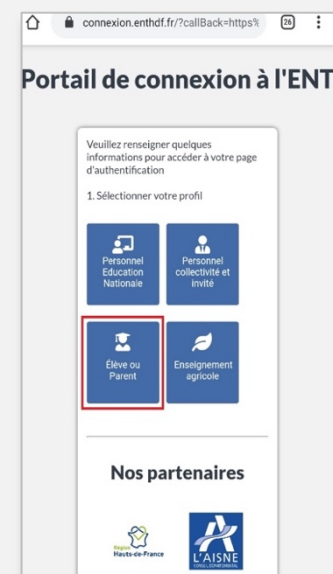 connexion.enthdf.fr/?callBack=https%
26
Portail de connexion à l'ENT
Veuillez renseigner quelques
informations pour accéder à votre page
d'authentification
1. Sélectionner votre profil
Personnel
Education
Nationale
Personnel
collectivité et
invité
Élève ou
Parent
Enseignement
agricole
Nos partenaires
Région
Hauts-de-France
L'AISNE
CONSEIL DÉPARTEMENTAL